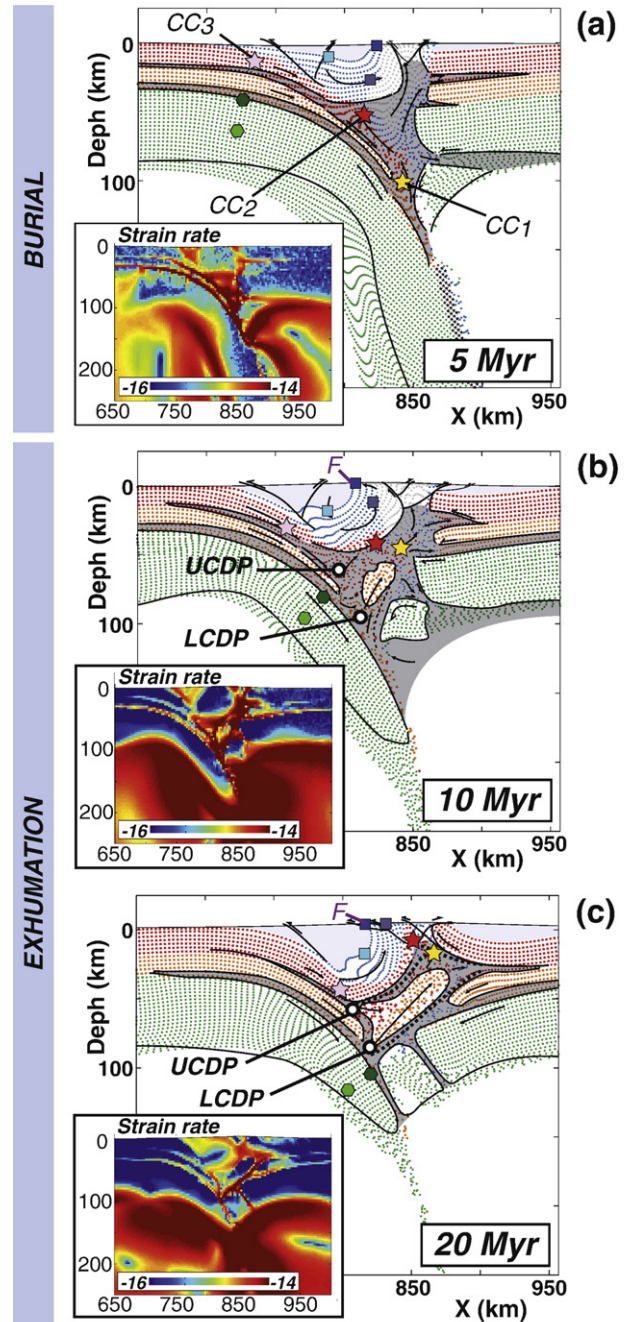 BURIAL
(a)
CC3
0
Deph (km)
100
CC2
CC1
Strain rate
0
100
200
-16 -14
650 750 850 950
5 Myr
850 950
X (km)
EXHUMATION
(b)
F
0
Deph (km)
UCDP
100
LCDP
Strain rate
0
100
200
-16 -14
650 750 850 950
10 Myr
850 950
X (km)
(c)
F
0
Deph (km)
UCDP
100
LCDP
Strain rate
0
100
200
-16 -14
650 750 850 950
20 Myr
850 950
X (km)